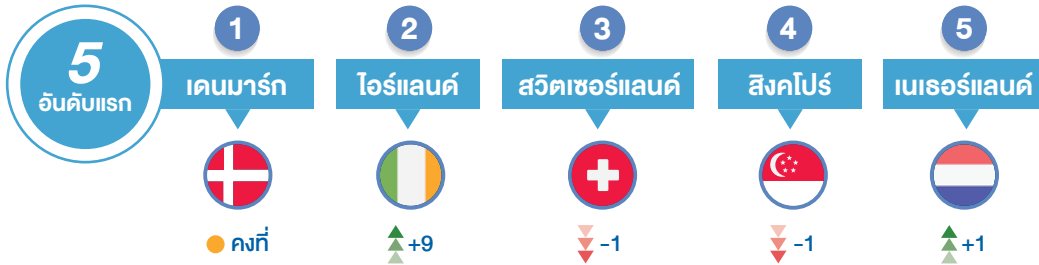 5
อันดับแรก
1
เดนมาร์ก
คงที่
2
ไอร์แลนด์
+9
3
สวิตเซอร์แลนด์
-1
4
สิงคโปร์
-1
5
เนเธอร์แลนด์
+1